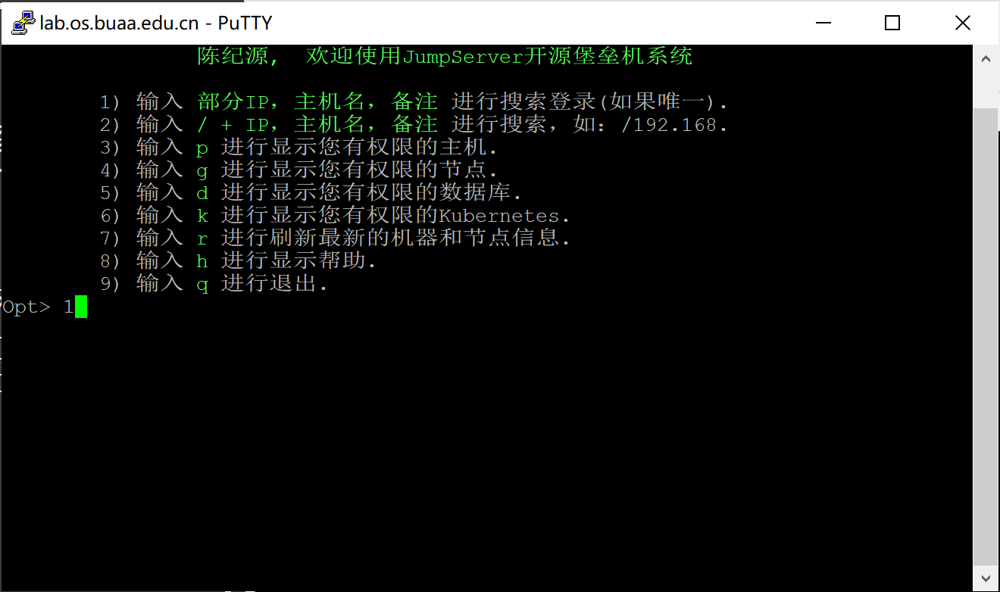 lab.os.buaa.edu.cn - PuTTY
陈纪源, 欢迎使用JumpServer开源堡垒机系统
1) 输入 部分IP，主机名，备注 进行搜索登录(如果唯一).
2) 输入 / + IP，主机名，备注 进行搜索，如：/192.168.
3) 输入 p 进行显示您有权限的主机.
4) 输入 g 进行显示您有权限的节点.
5) 输入 d 进行显示您有权限的数据库.
6) 输入 k 进行显示您有权限的Kubernetes.
7) 输入 r 进行刷新最新的机器和节点信息.
8) 输入 h 进行显示帮助.
9) 输入 q 进行退出.
Opt> 1